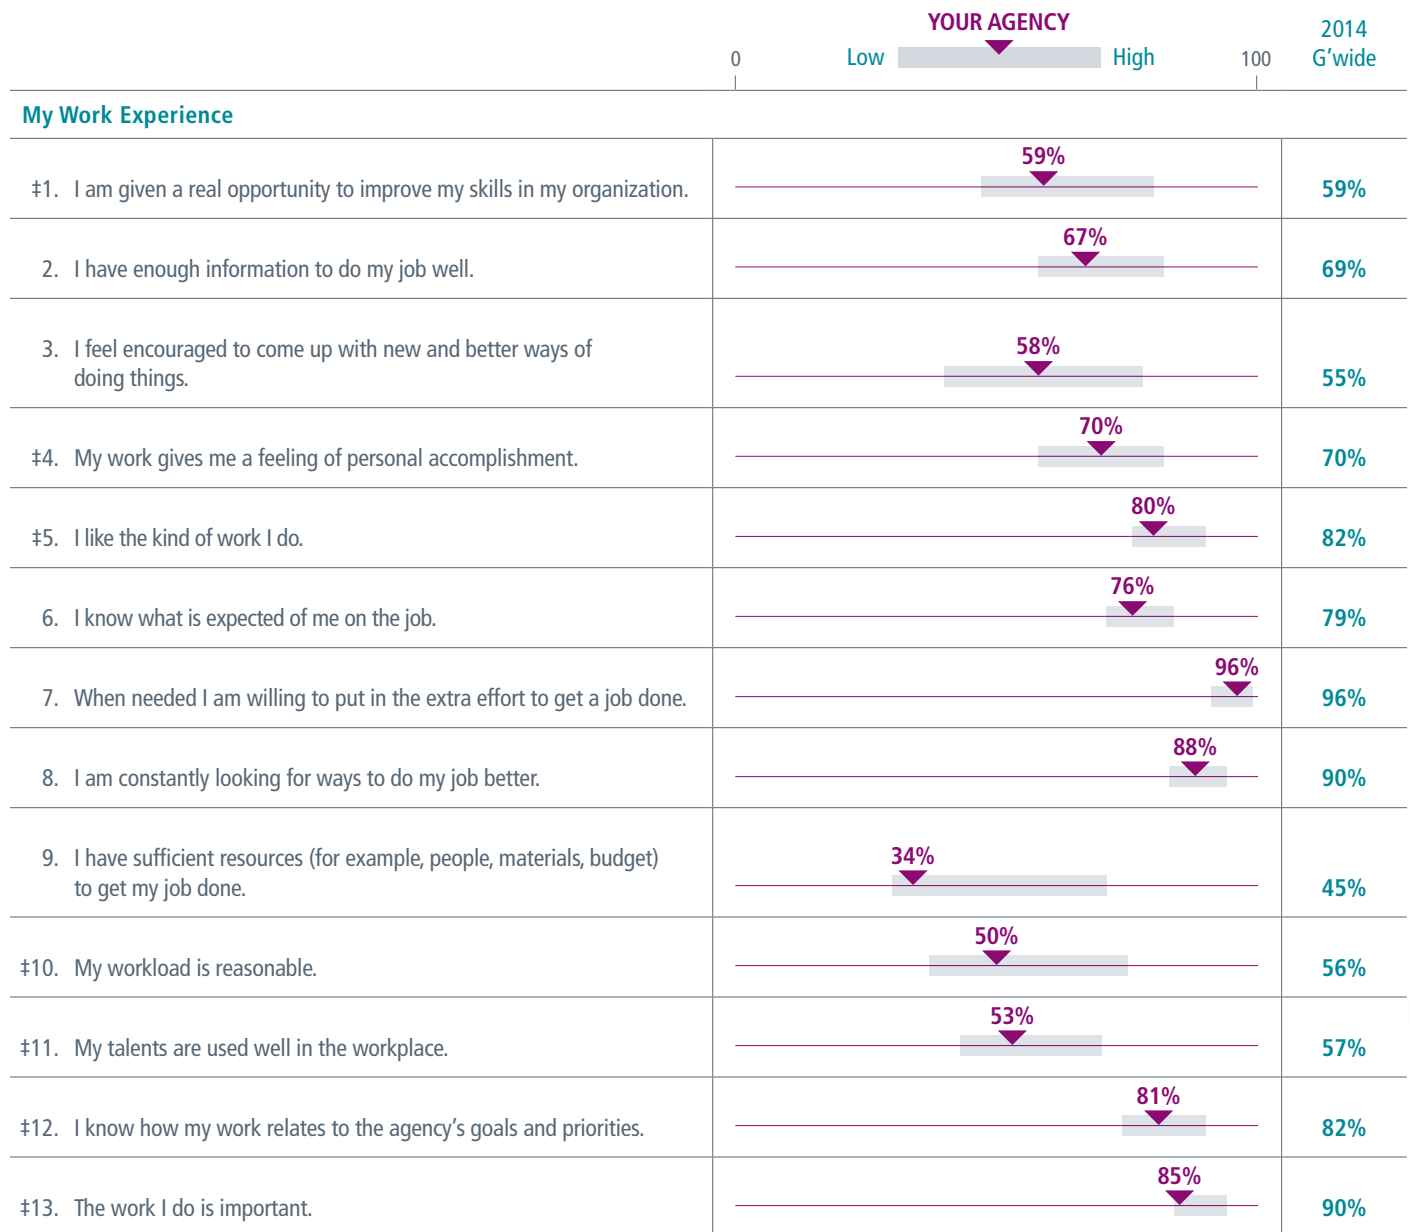 YOUR AGENCY
2014
0 Low High 100 G’wide
My Work Experience
59%
‡1. I am given a real opportunity to improve my skills in my organization. 59%
67%
2. I have enough information to do my job well. 69%
3. I feel encouraged to come up with new and better ways of
58%
doing things. 55%
70%
‡4. My work gives me a feeling of personal accomplishment. 70%
80%
‡5. I like the kind of work I do. 82%
76%
6. I know what is expected of me on the job. 79%
96%
7. When needed I am willing to put in the extra effort to get a job done. 96%
88%
8. I am constantly looking for ways to do my job better. 90%
9. I have sufficient resources (for example, people, materials, budget)
34%
to get my job done. 45%
50%
‡10. My workload is reasonable. 56%
53%
‡11. My talents are used well in the workplace. 57%
81%
‡12. I know how my work relates to the agency’s goals and priorities. 82%
85%
‡13. The work I do is important. 90%